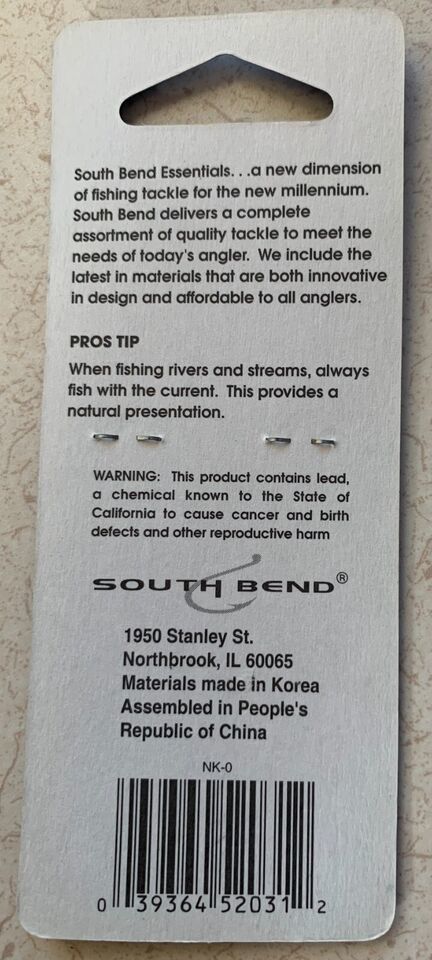 South Bend Essentials. . .a new dimension
of fishing tackle for the new millennium.
South Bend delivers a complete
assortment of quality tackle to meet the
needs of today's angler. We include the
latest in materials that are both innovative
in design and affordable to all anglers.
PROS TIP
When fishing rivers and streams, always
fish with the current. This provides a
natural presentation.
WARNING: This product contains lead,
a chemical known to the State of
California to cause cancer and birth
defects and other reproductive harm
SOUTH BEND®
1950 Stanley St.
Northbrook, IL 60065
Materials made in Korea
Assembled in People's
Republic of China
NK-0
0 39364 52031 2